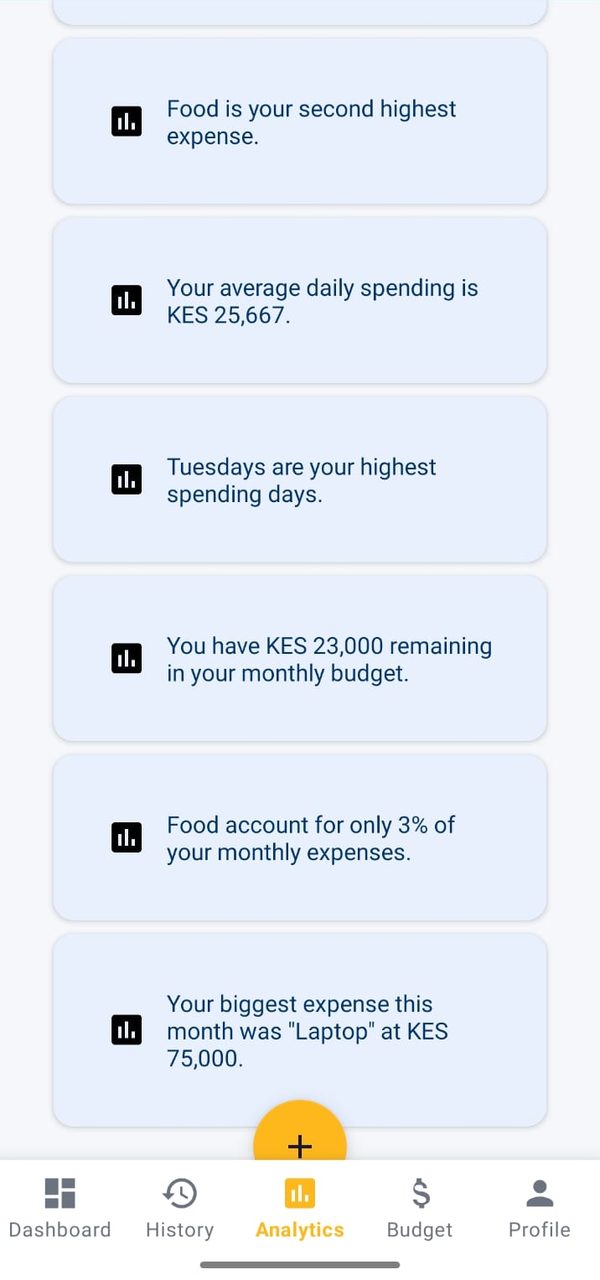 Food is your second highest
expense.
Your average daily spending is
KES 25,667.
Tuesdays are your highest
spending days.
You have KES 23,000 remaining
in your monthly budget.
Food account for only 3% of
your monthly expenses.
Your biggest expense this
month was "Laptop" at KES
75,000.
+
Dashboard History Analytics Budget Profile